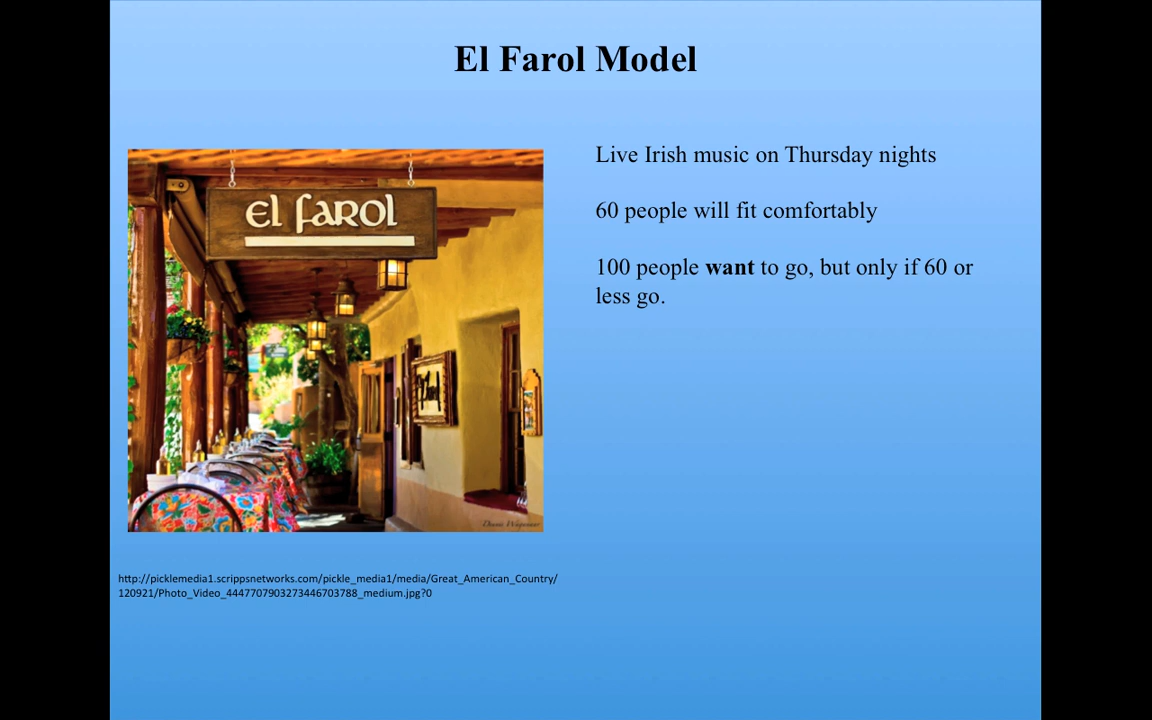 El Farol Model
el farol
Live Irish music on Thursday nights
60 people will fit comfortably
100 people want to go, but only if 60 or
less go.
http://picklemedia1.scrippsnetworks.com/pickle_media1/media/Great_American_Country/
120921/Photo_Video_4447707903273446703788_medium.jpg?0